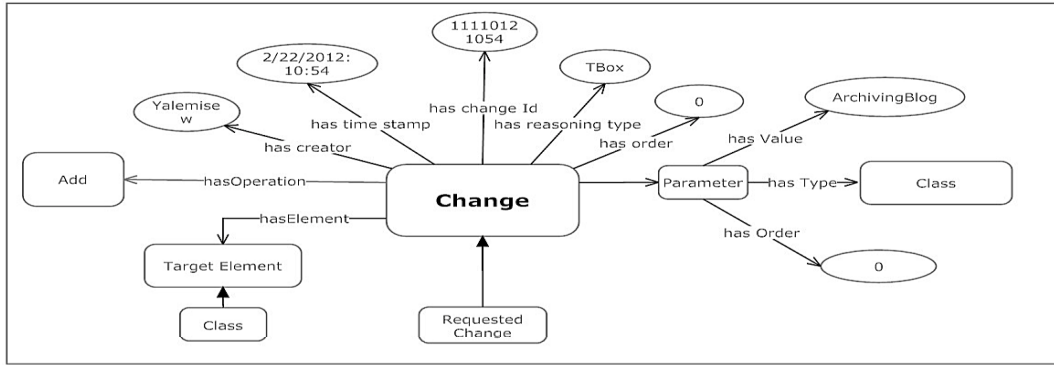 1111012
1054
2/22/2012:
10:54
TBox
Yalemise
w
0
ArchivingBlog
has change Id
has time stamp
has reasoning type
has creator
has order
has Value
Add
hasOperation
Change
Parameter
has Type
Class
hasElement
has Order
Target Element
0
Class
Requested
Change